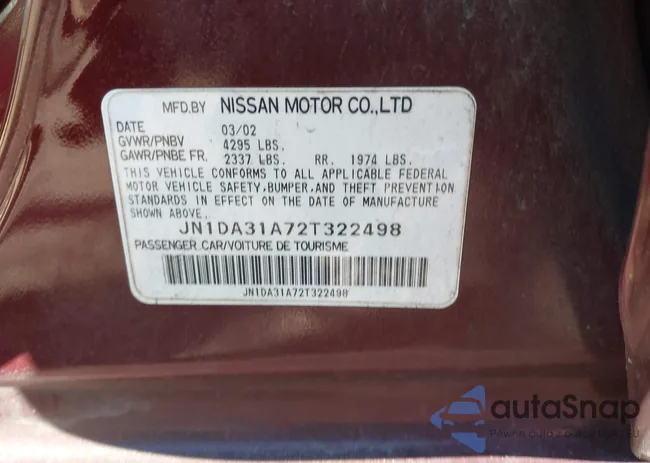 MFD.BY NISSAN MOTOR CO.,LTD
DATE 03/02
GVWR/PNBV 4295 LBS.
GAWR/PNBE FR. 2337 LBS. RR. 1974 LBS.
THIS VEHICLE CONFORMS TO ALL APPLICABLE FEDERAL
MOTOR VEHICLE SAFETY,BUMPER,AND THEFT PREVENTION
STANDARDS IN EFFECT ON THE DATE OF MANUFACTURE
SHOWN ABOVE.
JN1DA31A72T322498
PASSENGER CAR/VOITURE DE TOURISME
JN1DA31A72T322498
autaSnap